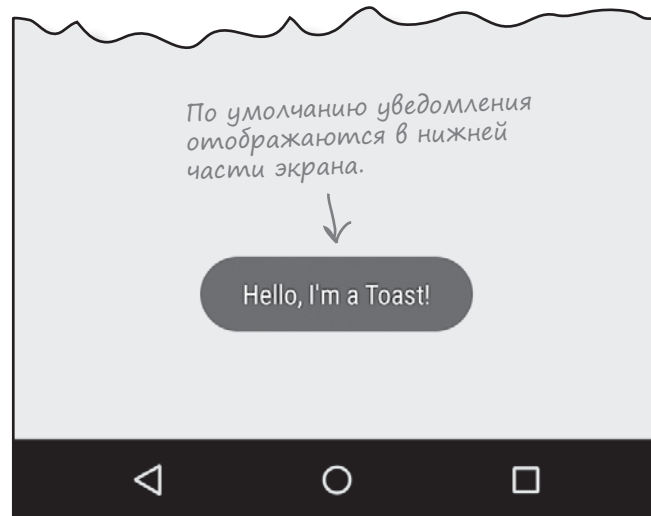 По умолчанию уведомления
отображаются в нижней
части экрана.
Hello, I'm a Toast!